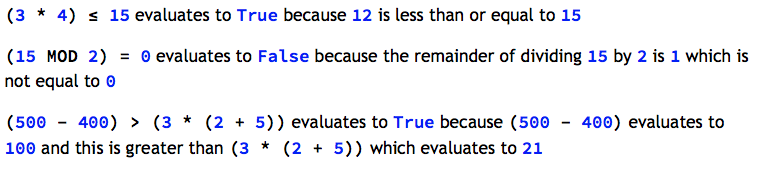 (3 * 4) ≤ 15 evaluates to True because 12 is less than or equal to 15
(15 MOD 2) = 0 evaluates to False because the remainder of dividing 15 by 2 is 1 which is
not equal to 0
(500 – 400) > (3 * (2 + 5)) evaluates to True because (500 – 400) evaluates to
100 and this is greater than (3 * (2 + 5)) which evaluates to 21